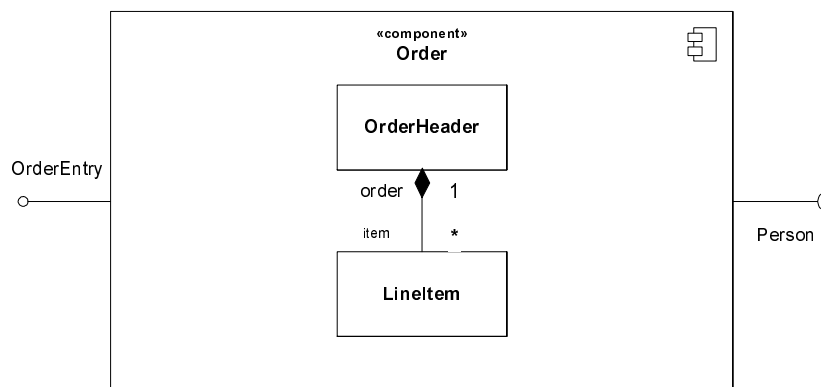 «component»
Order
OrderHeader
OrderEntry
order 1
item *
Person
LineItem